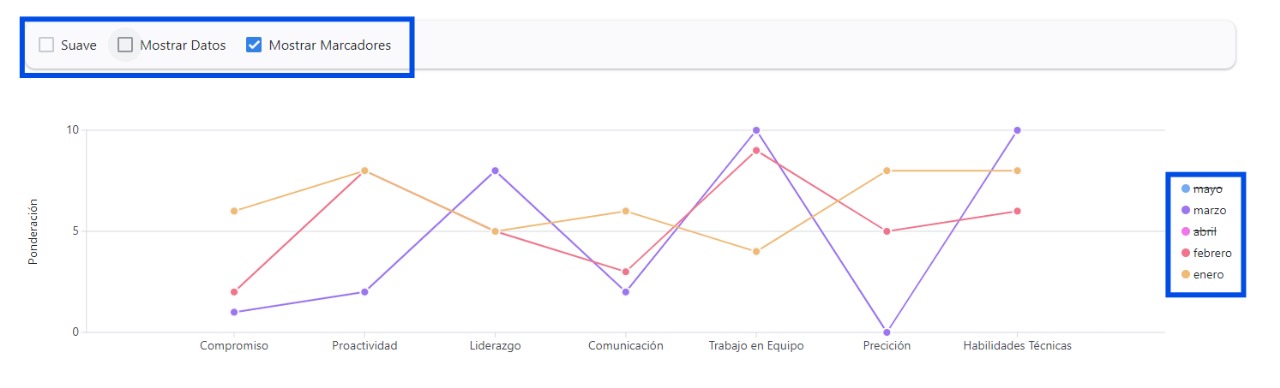 Suave Mostrar Datos Mostrar Marcadores
10
5
0
Ponderación
Compromiso Proactividad Liderazgo Comunicación Trabajo en Equipo Precición Habilidades Técnicas
mayo
marzo
abril
febrero
enero